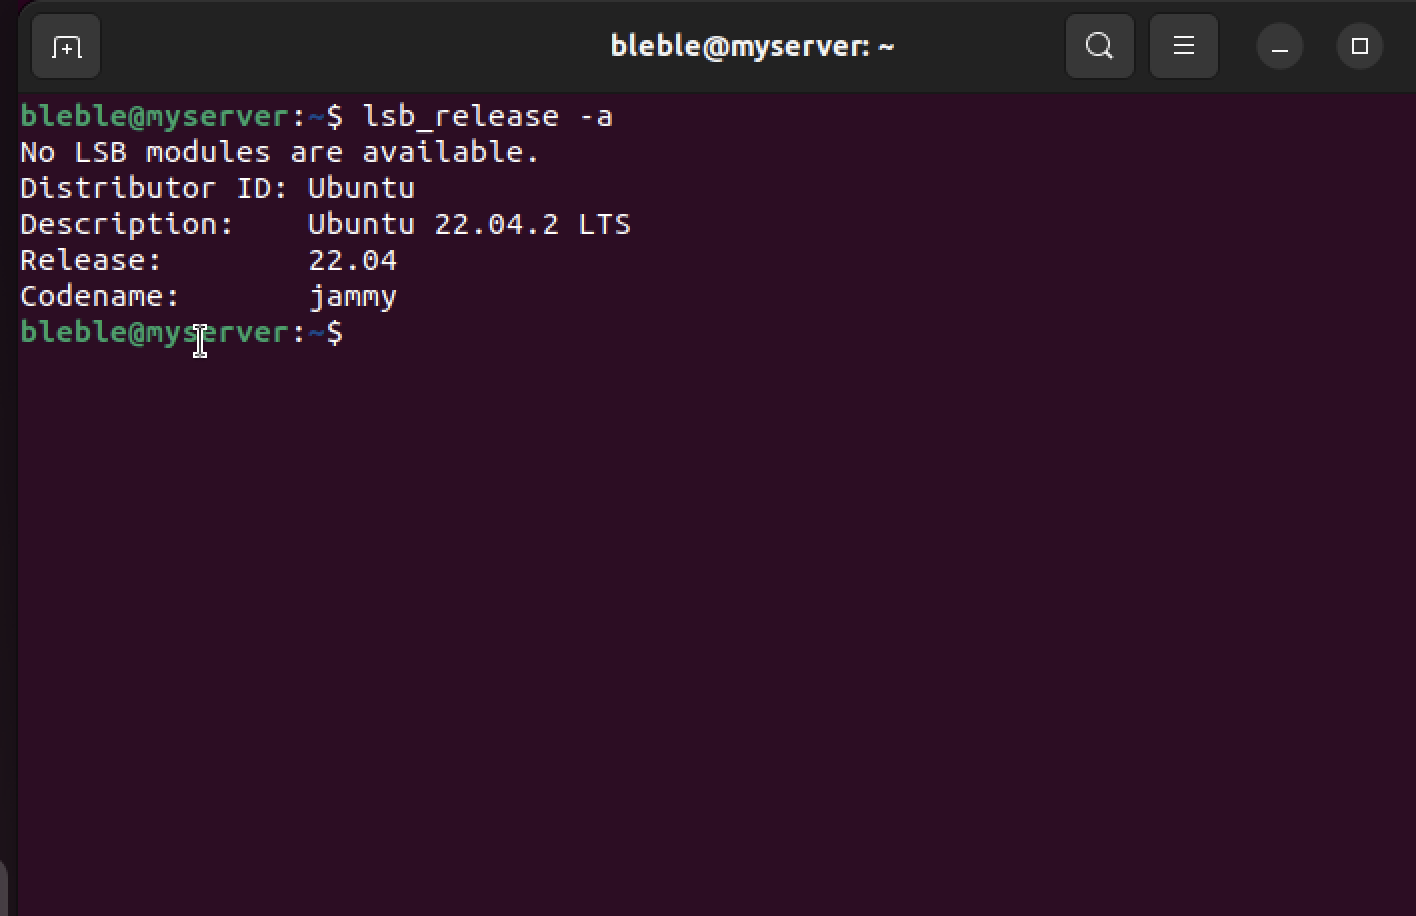 bleble@myserver: ~
bleble@myserver:~$ lsb_release -a
No LSB modules are available.
Distributor ID: Ubuntu
Description:    Ubuntu 22.04.2 LTS
Release:        22.04
Codename:       jammy
bleble@myserver:~$